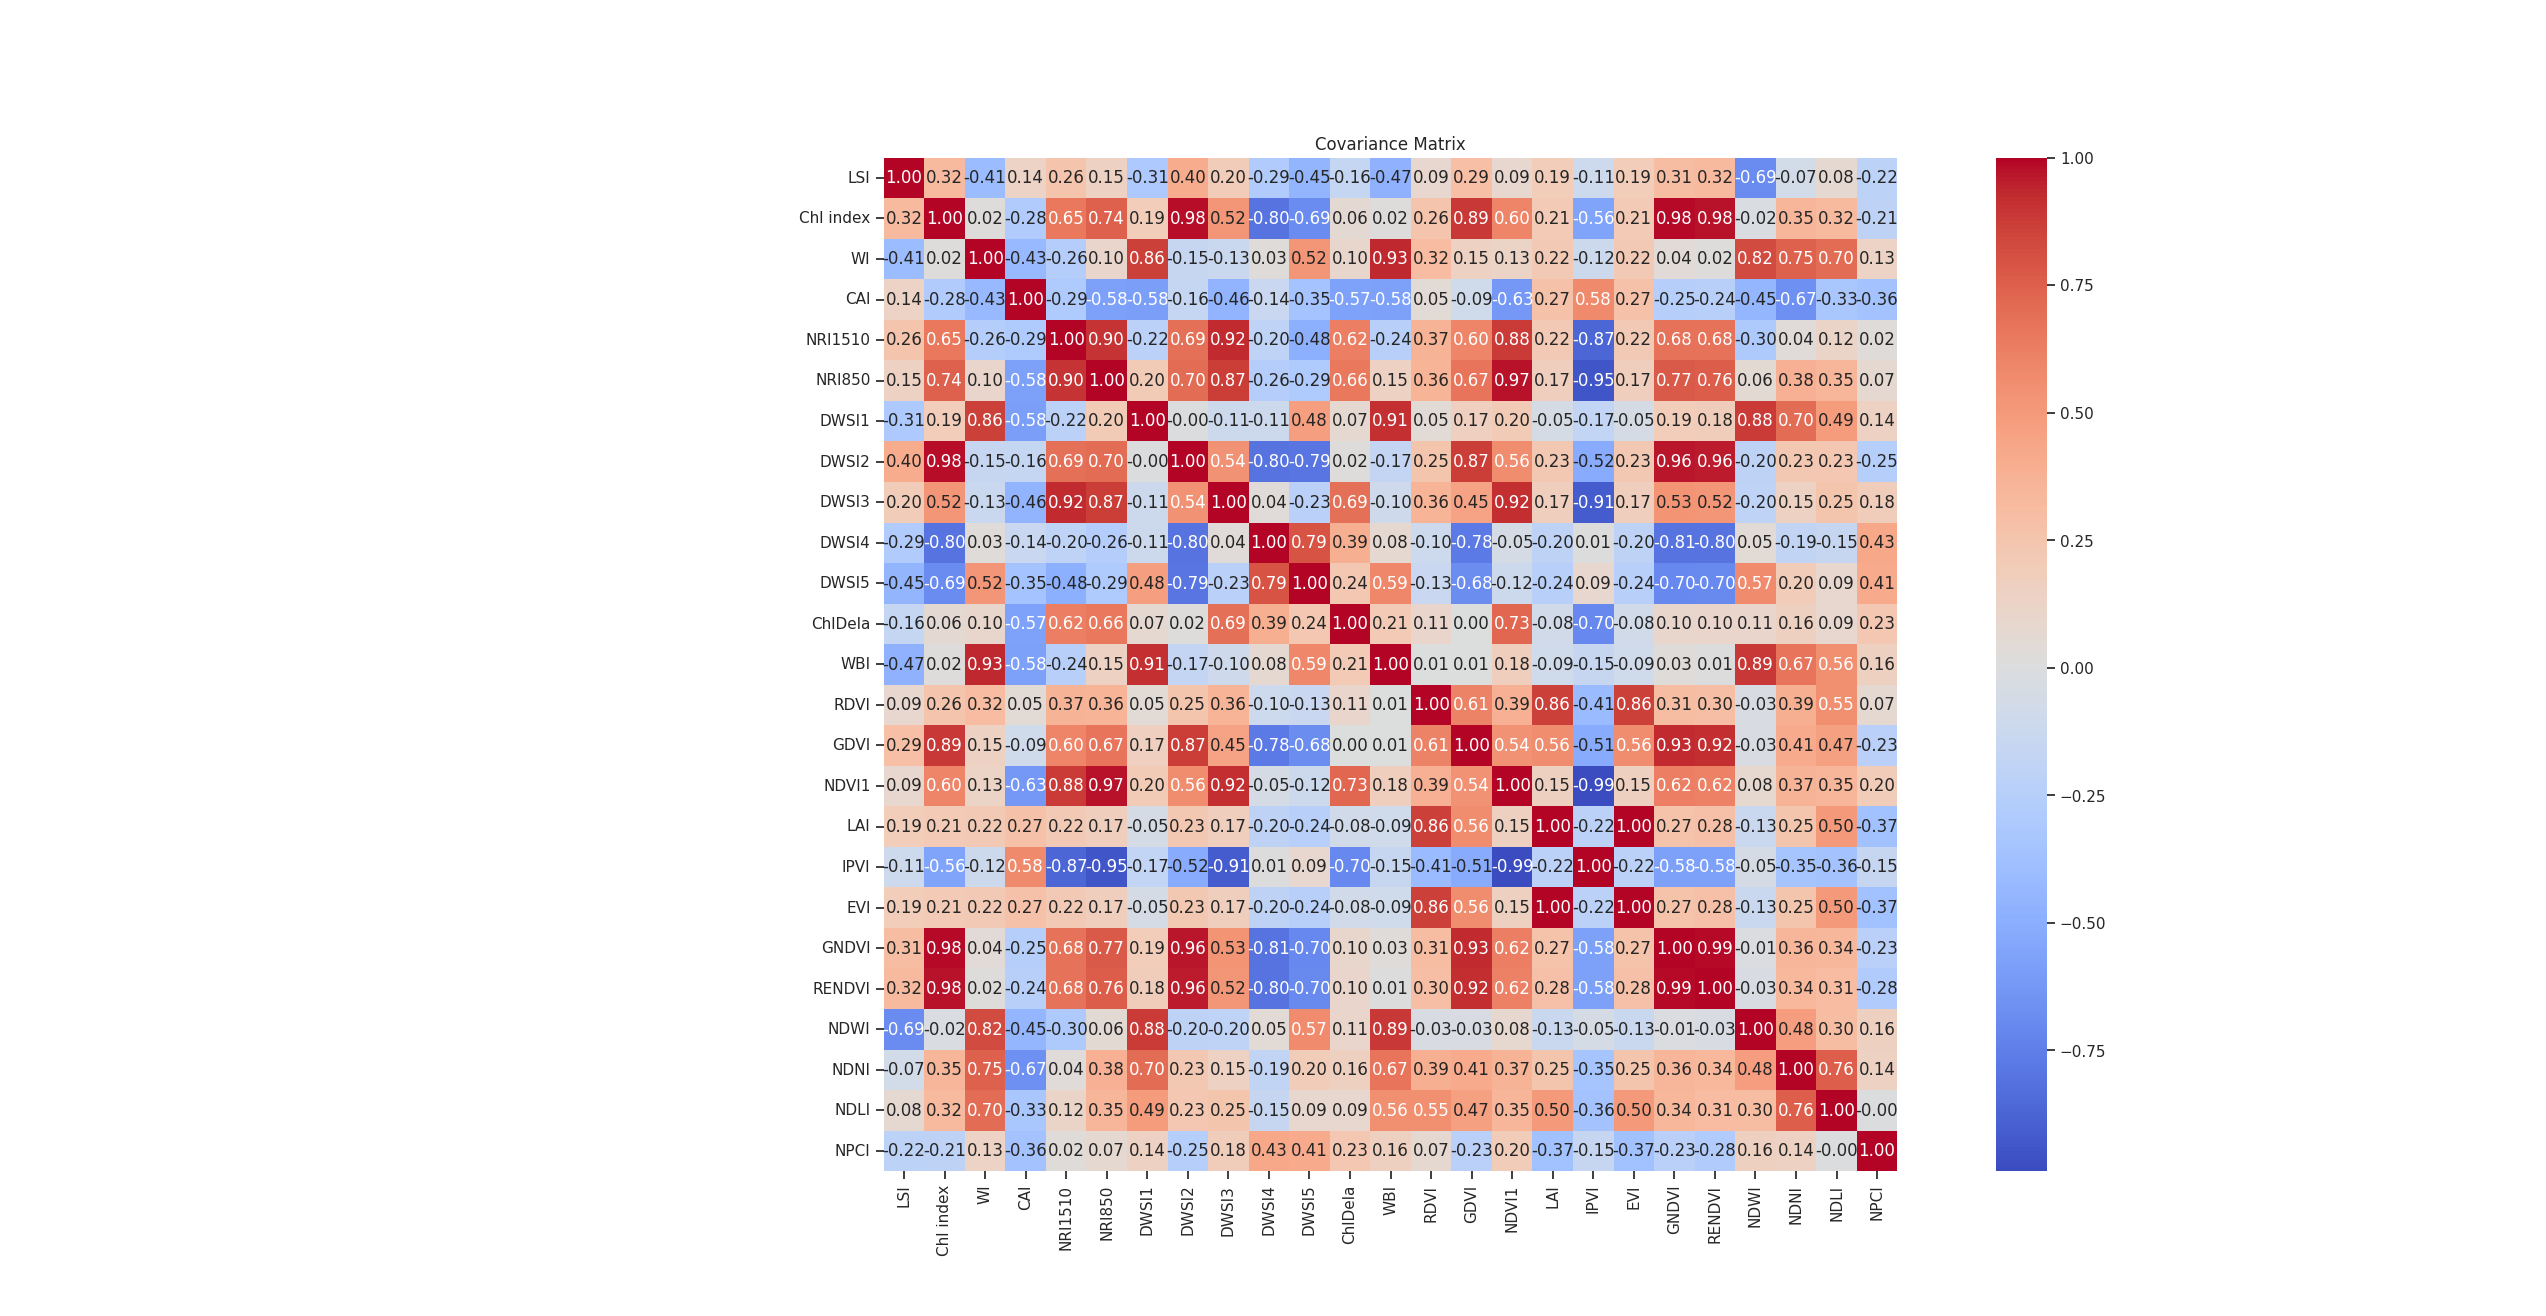 Covariance Matrix
LSI 1.00 0.32 -0.41 0.14 0.26 0.15 -0.31 0.40 0.20 -0.29 -0.45 -0.16 -0.47 0.09 0.29 0.09 0.19 -0.11 0.19 0.31 0.32 -0.69 -0.07 0.08 -0.22
Chl index 0.32 1.00 0.02 -0.28 0.65 0.74 0.19 0.98 0.52 -0.80 -0.69 0.06 0.02 0.26 0.89 0.60 0.21 -0.56 0.21 0.98 0.98 -0.02 0.35 0.32 -0.21
WI -0.41 0.02 1.00 -0.43 -0.26 0.10 0.86 -0.15 -0.13 0.03 0.52 0.10 0.93 0.32 0.15 0.13 0.22 -0.12 0.22 0.04 0.02 0.82 0.75 0.70 0.13
CAI 0.14 -0.28 -0.43 1.00 -0.29 -0.58 -0.58 -0.16 -0.46 -0.14 -0.35 -0.57 -0.58 0.05 -0.09 -0.63 0.27 0.58 0.27 -0.25 -0.24 -0.45 -0.67 -0.33 -0.36
NRI1510 0.26 0.65 -0.26 -0.29 1.00 0.90 -0.22 0.69 0.92 -0.20 -0.48 0.62 -0.24 0.37 0.60 0.88 0.22 -0.87 0.22 0.68 0.68 -0.30 0.04 0.12 0.02
NRI850 0.15 0.74 0.10 -0.58 0.90 1.00 0.20 0.70 0.87 -0.26 -0.29 0.66 0.15 0.36 0.67 0.97 0.17 -0.95 0.17 0.77 0.76 0.06 0.38 0.35 0.07
DWSI1 -0.31 0.19 0.86 -0.58 -0.22 0.20 1.00 -0.00 -0.11 -0.11 0.48 0.07 0.91 0.05 0.17 0.20 -0.05 -0.17 -0.05 0.19 0.18 0.88 0.70 0.49 0.14
DWSI2 0.40 0.98 -0.15 -0.16 0.69 0.70 -0.00 1.00 0.54 -0.80 -0.79 0.02 -0.17 0.25 0.87 0.56 0.23 -0.52 0.23 0.96 0.96 -0.20 0.23 0.23 -0.25
DWSI3 0.20 0.52 -0.13 -0.46 0.92 0.87 -0.11 0.54 1.00 0.04 -0.23 0.69 -0.10 0.36 0.45 0.92 0.17 -0.91 0.17 0.53 0.52 -0.20 0.15 0.25 0.18
DWSI4 -0.29 -0.80 0.03 -0.14 -0.20 -0.26 -0.11 -0.80 0.04 1.00 0.79 0.39 0.08 -0.10 -0.78 -0.05 -0.20 0.01 -0.20 -0.81 -0.80 0.05 -0.19 -0.15 0.43
DWSI5 -0.45 -0.69 0.52 -0.35 -0.48 -0.29 0.48 -0.79 -0.23 0.79 1.00 0.24 0.59 -0.13 -0.68 -0.12 -0.24 0.09 -0.24 -0.70 -0.70 0.57 0.20 0.09 0.41
ChlDela -0.16 0.06 0.10 -0.57 0.62 0.66 0.07 0.02 0.69 0.39 0.24 1.00 0.21 0.11 0.00 0.73 -0.08 -0.70 -0.08 0.10 0.10 0.11 0.16 0.09 0.23
WBI -0.47 0.02 0.93 -0.58 -0.24 0.15 0.91 -0.17 -0.10 0.08 0.59 0.21 1.00 0.01 0.01 0.18 -0.09 -0.15 -0.09 0.03 0.01 0.89 0.67 0.56 0.16
RDVI 0.09 0.26 0.32 0.05 0.37 0.36 0.05 0.25 0.36 -0.10 -0.13 0.11 0.01 1.00 0.61 0.39 0.86 -0.41 0.86 0.31 0.30 -0.03 0.39 0.55 0.07
GDVI 0.29 0.89 0.15 -0.09 0.60 0.67 0.17 0.87 0.45 -0.78 -0.68 0.00 0.01 0.61 1.00 0.54 0.56 -0.51 0.56 0.93 0.92 -0.03 0.41 0.47 -0.23
NDVI1 0.09 0.60 0.13 -0.63 0.88 0.97 0.20 0.56 0.92 -0.05 -0.12 0.73 0.18 0.39 0.54 1.00 0.15 -0.99 0.15 0.62 0.62 0.08 0.37 0.35 0.20
LAI 0.19 0.21 0.22 0.27 0.22 0.17 -0.05 0.23 0.17 -0.20 -0.24 -0.08 -0.09 0.86 0.56 0.15 1.00 -0.22 1.00 0.27 0.28 -0.13 0.25 0.50 -0.37
IPVI -0.11 -0.56 -0.12 0.58 -0.87 -0.95 -0.17 -0.52 -0.91 0.01 0.09 -0.70 -0.15 -0.41 -0.51 -0.99 -0.22 1.00 -0.22 -0.58 -0.58 -0.05 -0.35 -0.36 -0.15
EVI 0.19 0.21 0.22 0.27 0.22 0.17 -0.05 0.23 0.17 -0.20 -0.24 -0.08 -0.09 0.86 0.56 0.15 1.00 -0.22 1.00 0.27 0.28 -0.13 0.25 0.50 -0.37
GNDVI 0.31 0.98 0.04 -0.25 0.68 0.77 0.19 0.96 0.53 -0.81 -0.70 0.10 0.03 0.31 0.93 0.62 0.27 -0.58 0.27 1.00 0.99 -0.01 0.36 0.34 -0.23
RENDVI 0.32 0.98 0.02 -0.24 0.68 0.76 0.18 0.96 0.52 -0.80 -0.70 0.10 0.01 0.30 0.92 0.62 0.28 -0.58 0.28 0.99 1.00 -0.03 0.34 0.31 -0.28
NDWI -0.69 -0.02 0.82 -0.45 -0.30 0.06 0.88 -0.20 -0.20 0.05 0.57 0.11 0.89 -0.03 -0.03 0.08 -0.13 -0.05 -0.13 -0.01 -0.03 1.00 0.48 0.30 0.16
NDNI -0.07 0.35 0.75 -0.67 0.04 0.38 0.70 0.23 0.15 -0.19 0.20 0.16 0.67 0.39 0.41 0.37 0.25 -0.35 0.25 0.36 0.34 0.48 1.00 0.76 0.14
NDLI 0.08 0.32 0.70 -0.33 0.12 0.35 0.49 0.23 0.25 -0.15 0.09 0.09 0.56 0.55 0.47 0.35 0.50 -0.36 0.50 0.34 0.31 0.30 0.76 1.00 -0.00
NPCI -0.22 -0.21 0.13 -0.36 0.02 0.07 0.14 -0.25 0.18 0.43 0.41 0.23 0.16 0.07 -0.23 0.20 -0.37 -0.15 -0.37 -0.23 -0.28 0.16 0.14 -0.00 1.00
LSI Chl index WI CAI NRI1510 NRI850 DWSI1 DWSI2 DWSI3 DWSI4 DWSI5 ChlDela WBI RDVI GDVI NDVI1 LAI IPVI EVI GNDVI RENDVI NDWI NDNI NDLI NPCI
1.00
0.75
0.50
0.25
0.00
−0.25
−0.50
−0.75